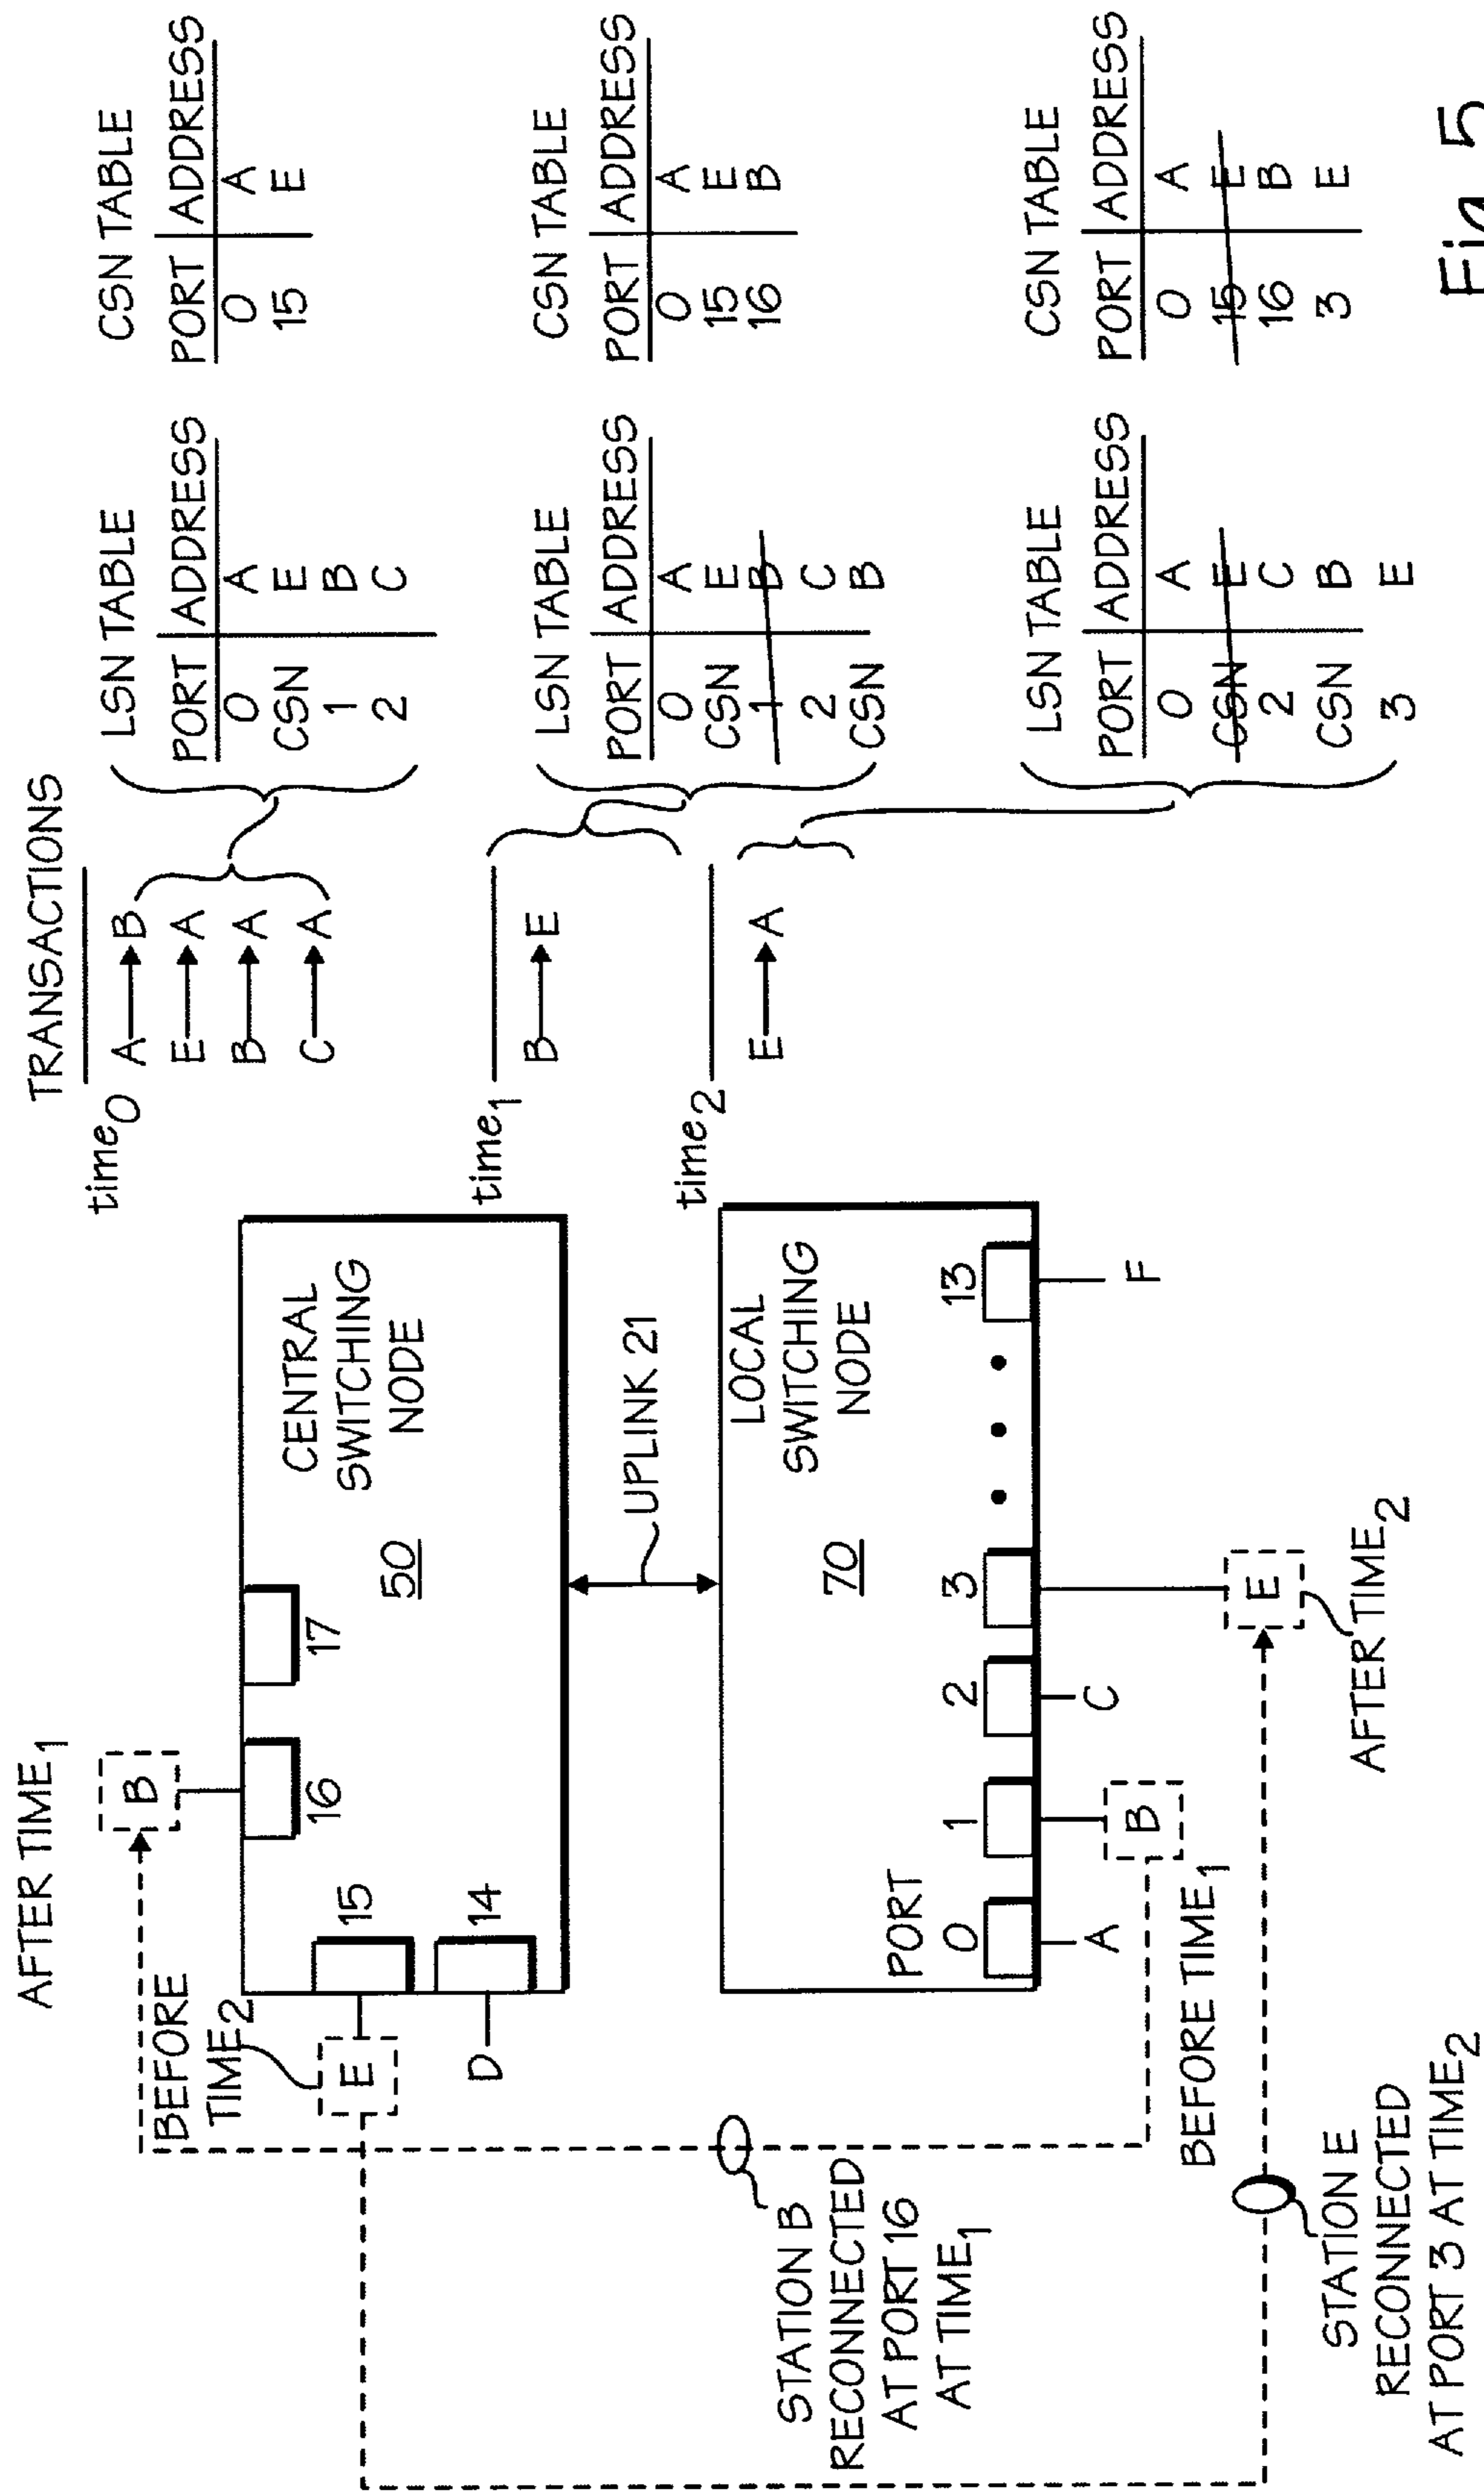 AFTER TIME1
B
BEFORE
TIME2
E
D
15
14
16
17
CENTRAL
SWITCHING
NODE
50
UPLINK 21
LOCAL
SWITCHING
NODE
70
PORT
0
1
2
3
13
A
B
C
F
BEFORE TIME1
E
AFTER TIME2
STATION B
RECONNECTED
AT PORT 16
AT TIME1
STATION E
RECONNECTED
AT PORT 3 AT TIME2
TRANSACTIONS
time0
A B
E A
B A
C A
time1
B E
time2
E A
LSN TABLE
PORT ADDRESS
0 A
CSN E
1 B
2 C
CSN TABLE
PORT ADDRESS
0 A
15 E
LSN TABLE
PORT ADDRESS
0 A
CSN E
1 B
2 C
CSN B
CSN TABLE
PORT ADDRESS
0 A
15 E
16 B
LSN TABLE
PORT ADDRESS
0 A
CSN E
2 C
CSN B
3 E
CSN TABLE
PORT ADDRESS
0 A
15 E
16 B
3 E
Fig. 5